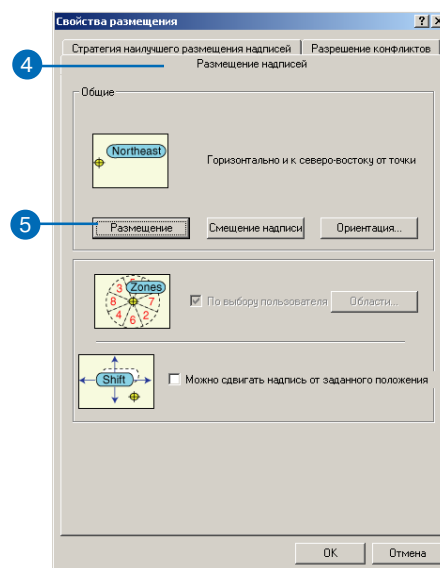 Свойства размещения
? x
Стратегия наилучшего размещения надписей Разрешение конфликтов
4 Размещение надписей
Общие
Northeast
Горизонтально и к северо-востоку от точки
5 Размещение Смещение надписи Ориентация...
3 Zones
8 7
4 6 2
По выбору пользователя Области...
Shift
Можно сдвигать надпись от заданного положения
OK Отмена